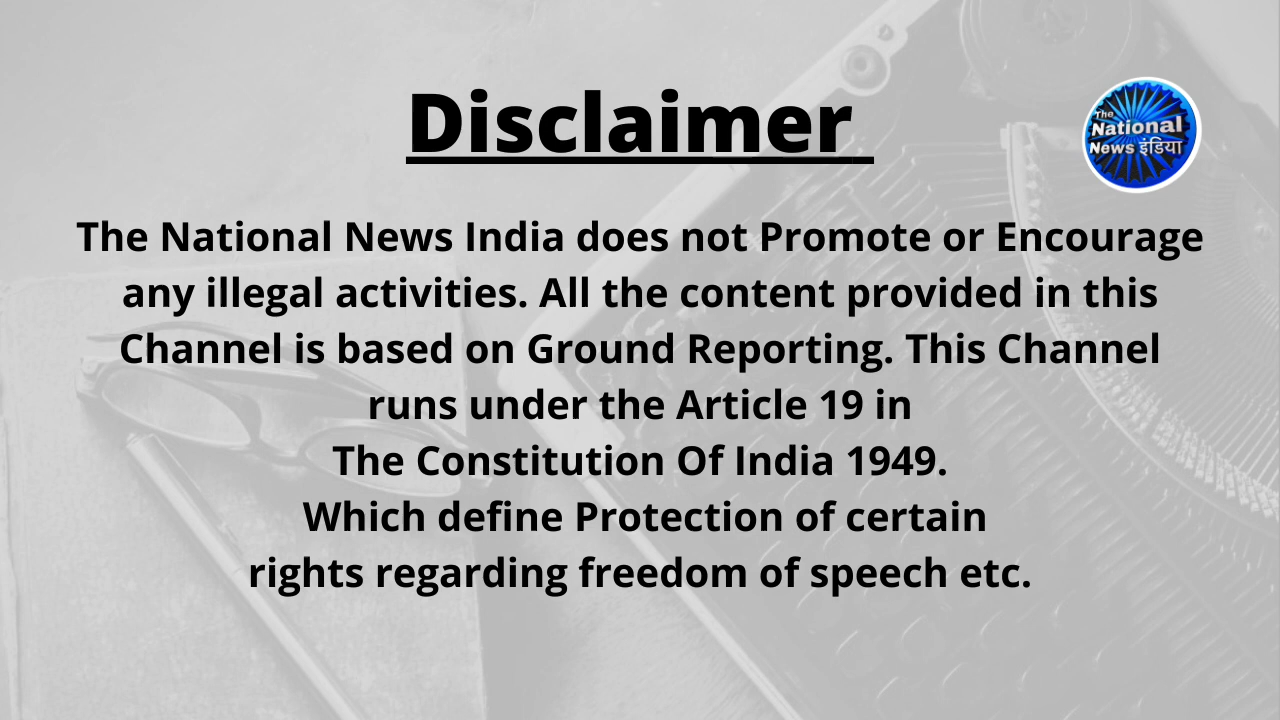 Disclaimer
The
National
News इंडिया
The National News India does not Promote or Encourage
any illegal activities. All the content provided in this
Channel is based on Ground Reporting. This Channel
runs under the Article 19 in
The Constitution Of India 1949.
Which define Protection of certain
rights regarding freedom of speech etc.